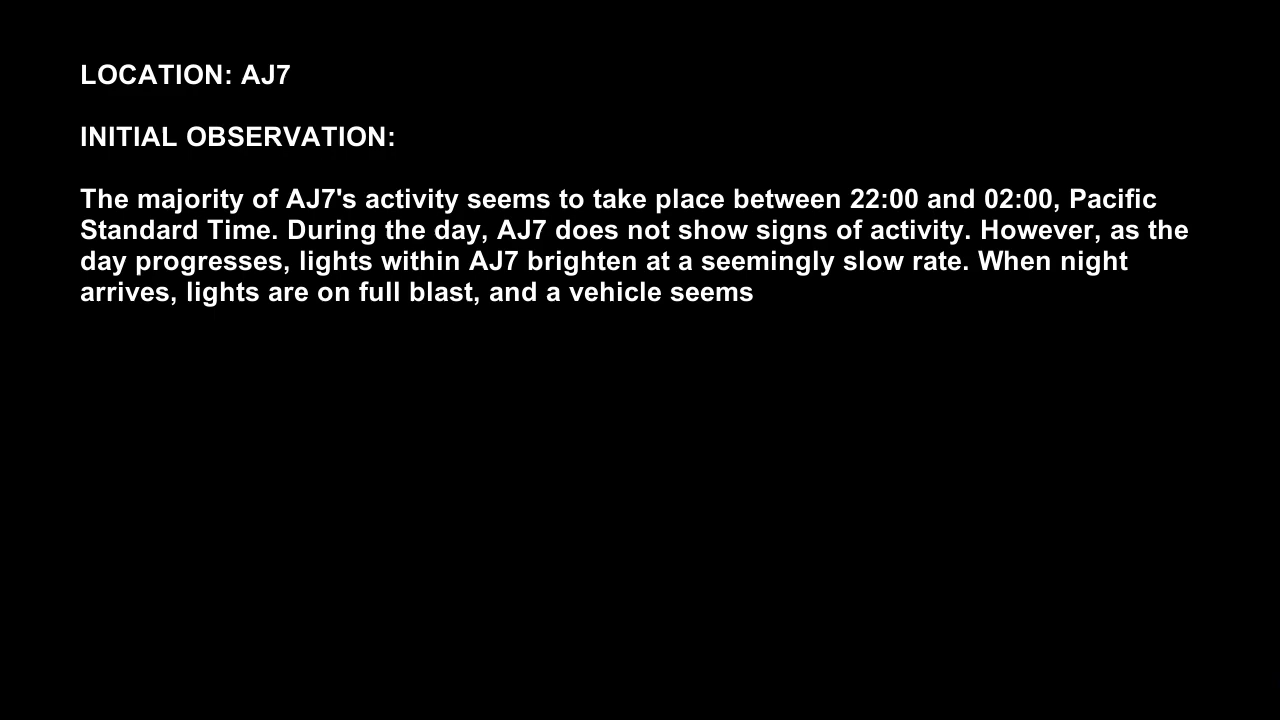 LOCATION: AJ7
INITIAL OBSERVATION:
The majority of AJ7's activity seems to take place between 22:00 and 02:00, Pacific
Standard Time. During the day, AJ7 does not show signs of activity. However, as the
day progresses, lights within AJ7 brighten at a seemingly slow rate. When night
arrives, lights are on full blast, and a vehicle seems